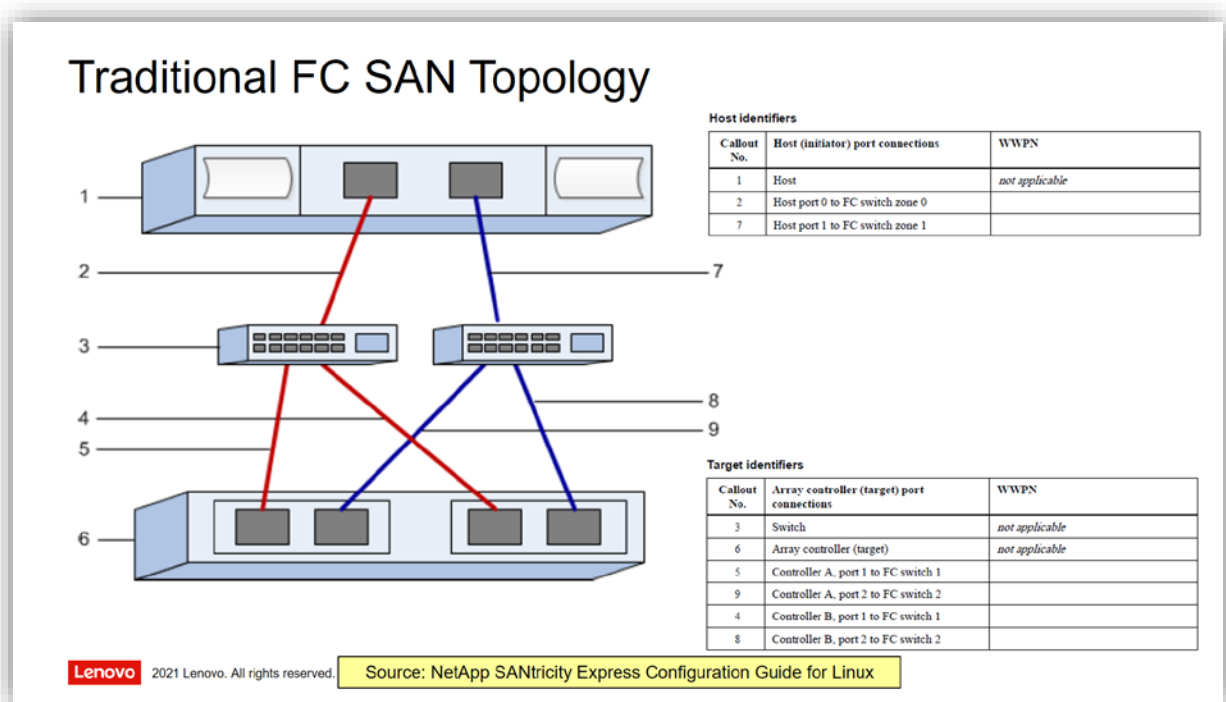 Traditional FC SAN Topology
1
2
3
4
5
6
7
8
9
Host identifiers
Callout No. Host (initiator) port connections WWPN
1 Host not applicable
2 Host port 0 to FC switch zone 0
7 Host port 1 to FC switch zone 1
Target identifiers
Callout No. Array controller (target) port connections WWPN
3 Switch not applicable
6 Array controller (target) not applicable
5 Controller A, port 1 to FC switch 1
9 Controller A, port 2 to FC switch 2
4 Controller B, port 1 to FC switch 1
8 Controller B, port 2 to FC switch 2
Lenovo 2021 Lenovo. All rights reserved.
Source: NetApp SANtricity Express Configuration Guide for Linux